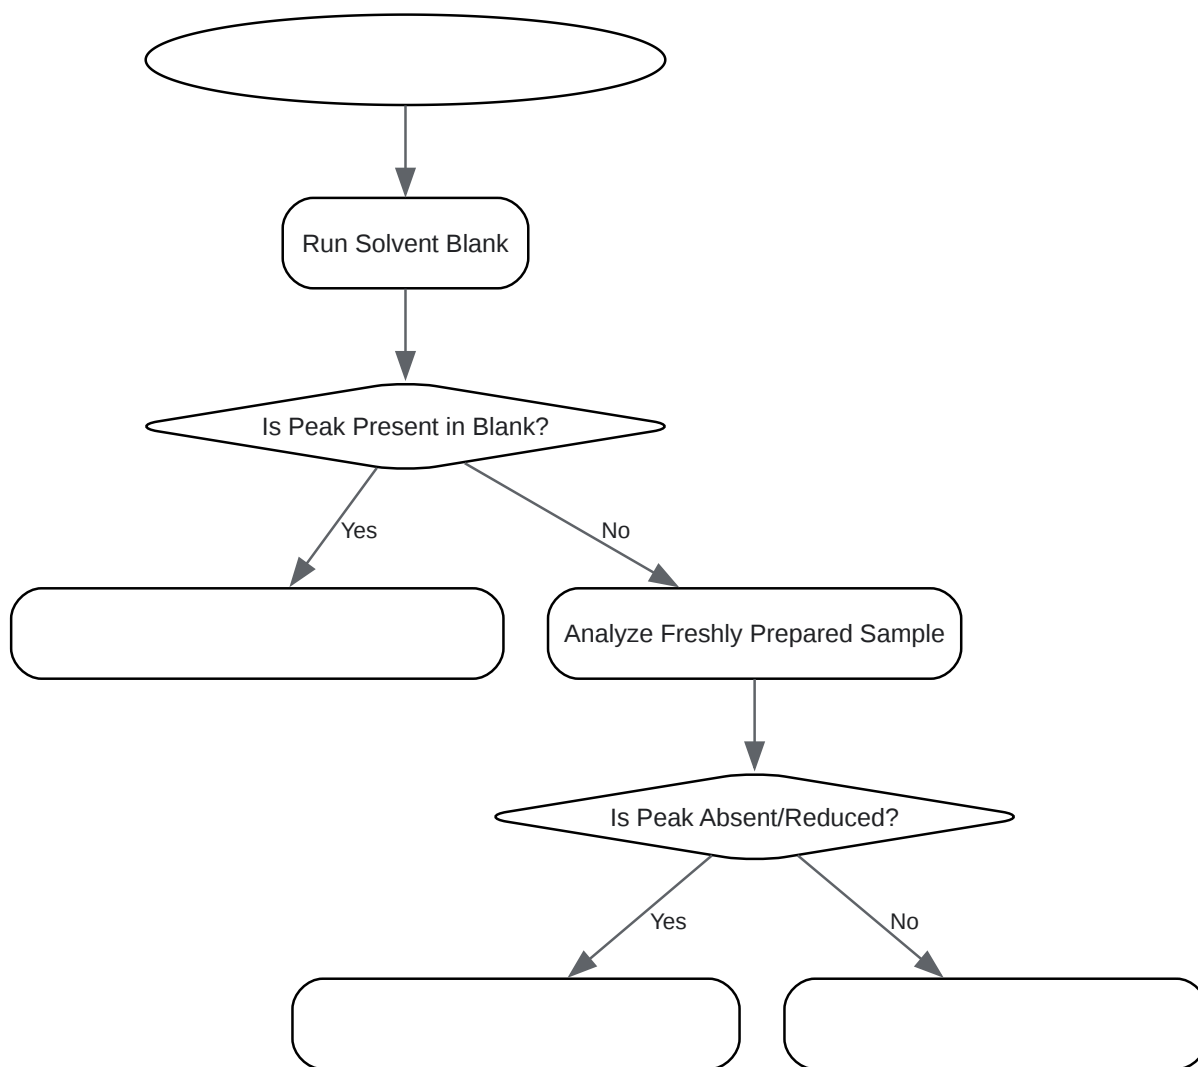 Run Solvent Blank
Is Peak Present in Blank?
Yes
No
Analyze Freshly Prepared Sample
Is Peak Absent/Reduced?
Yes
No